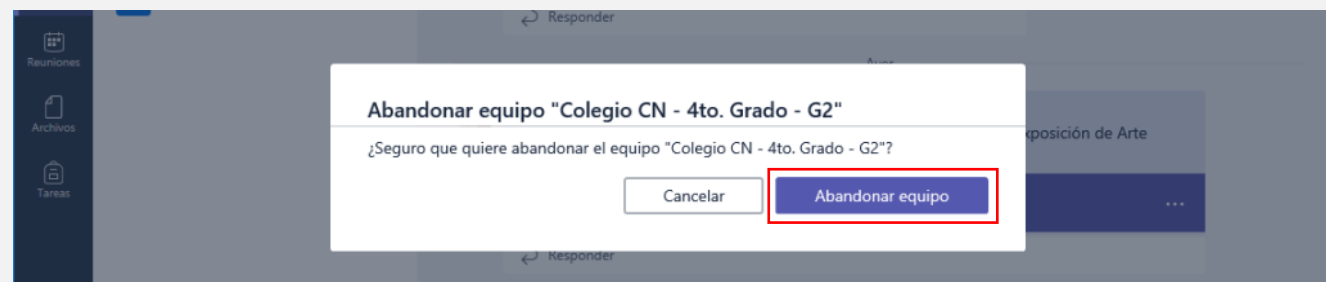 Responder
Ayer
Reuniones
Abandonar equipo "Colegio CN - 4to. Grado - G2"
Archivos
xposición de Arte
¿Seguro que quiere abandonar el equipo "Colegio CN - 4to. Grado - G2"?
Tareas
Cancelar
Abandonar equipo
...
Responder